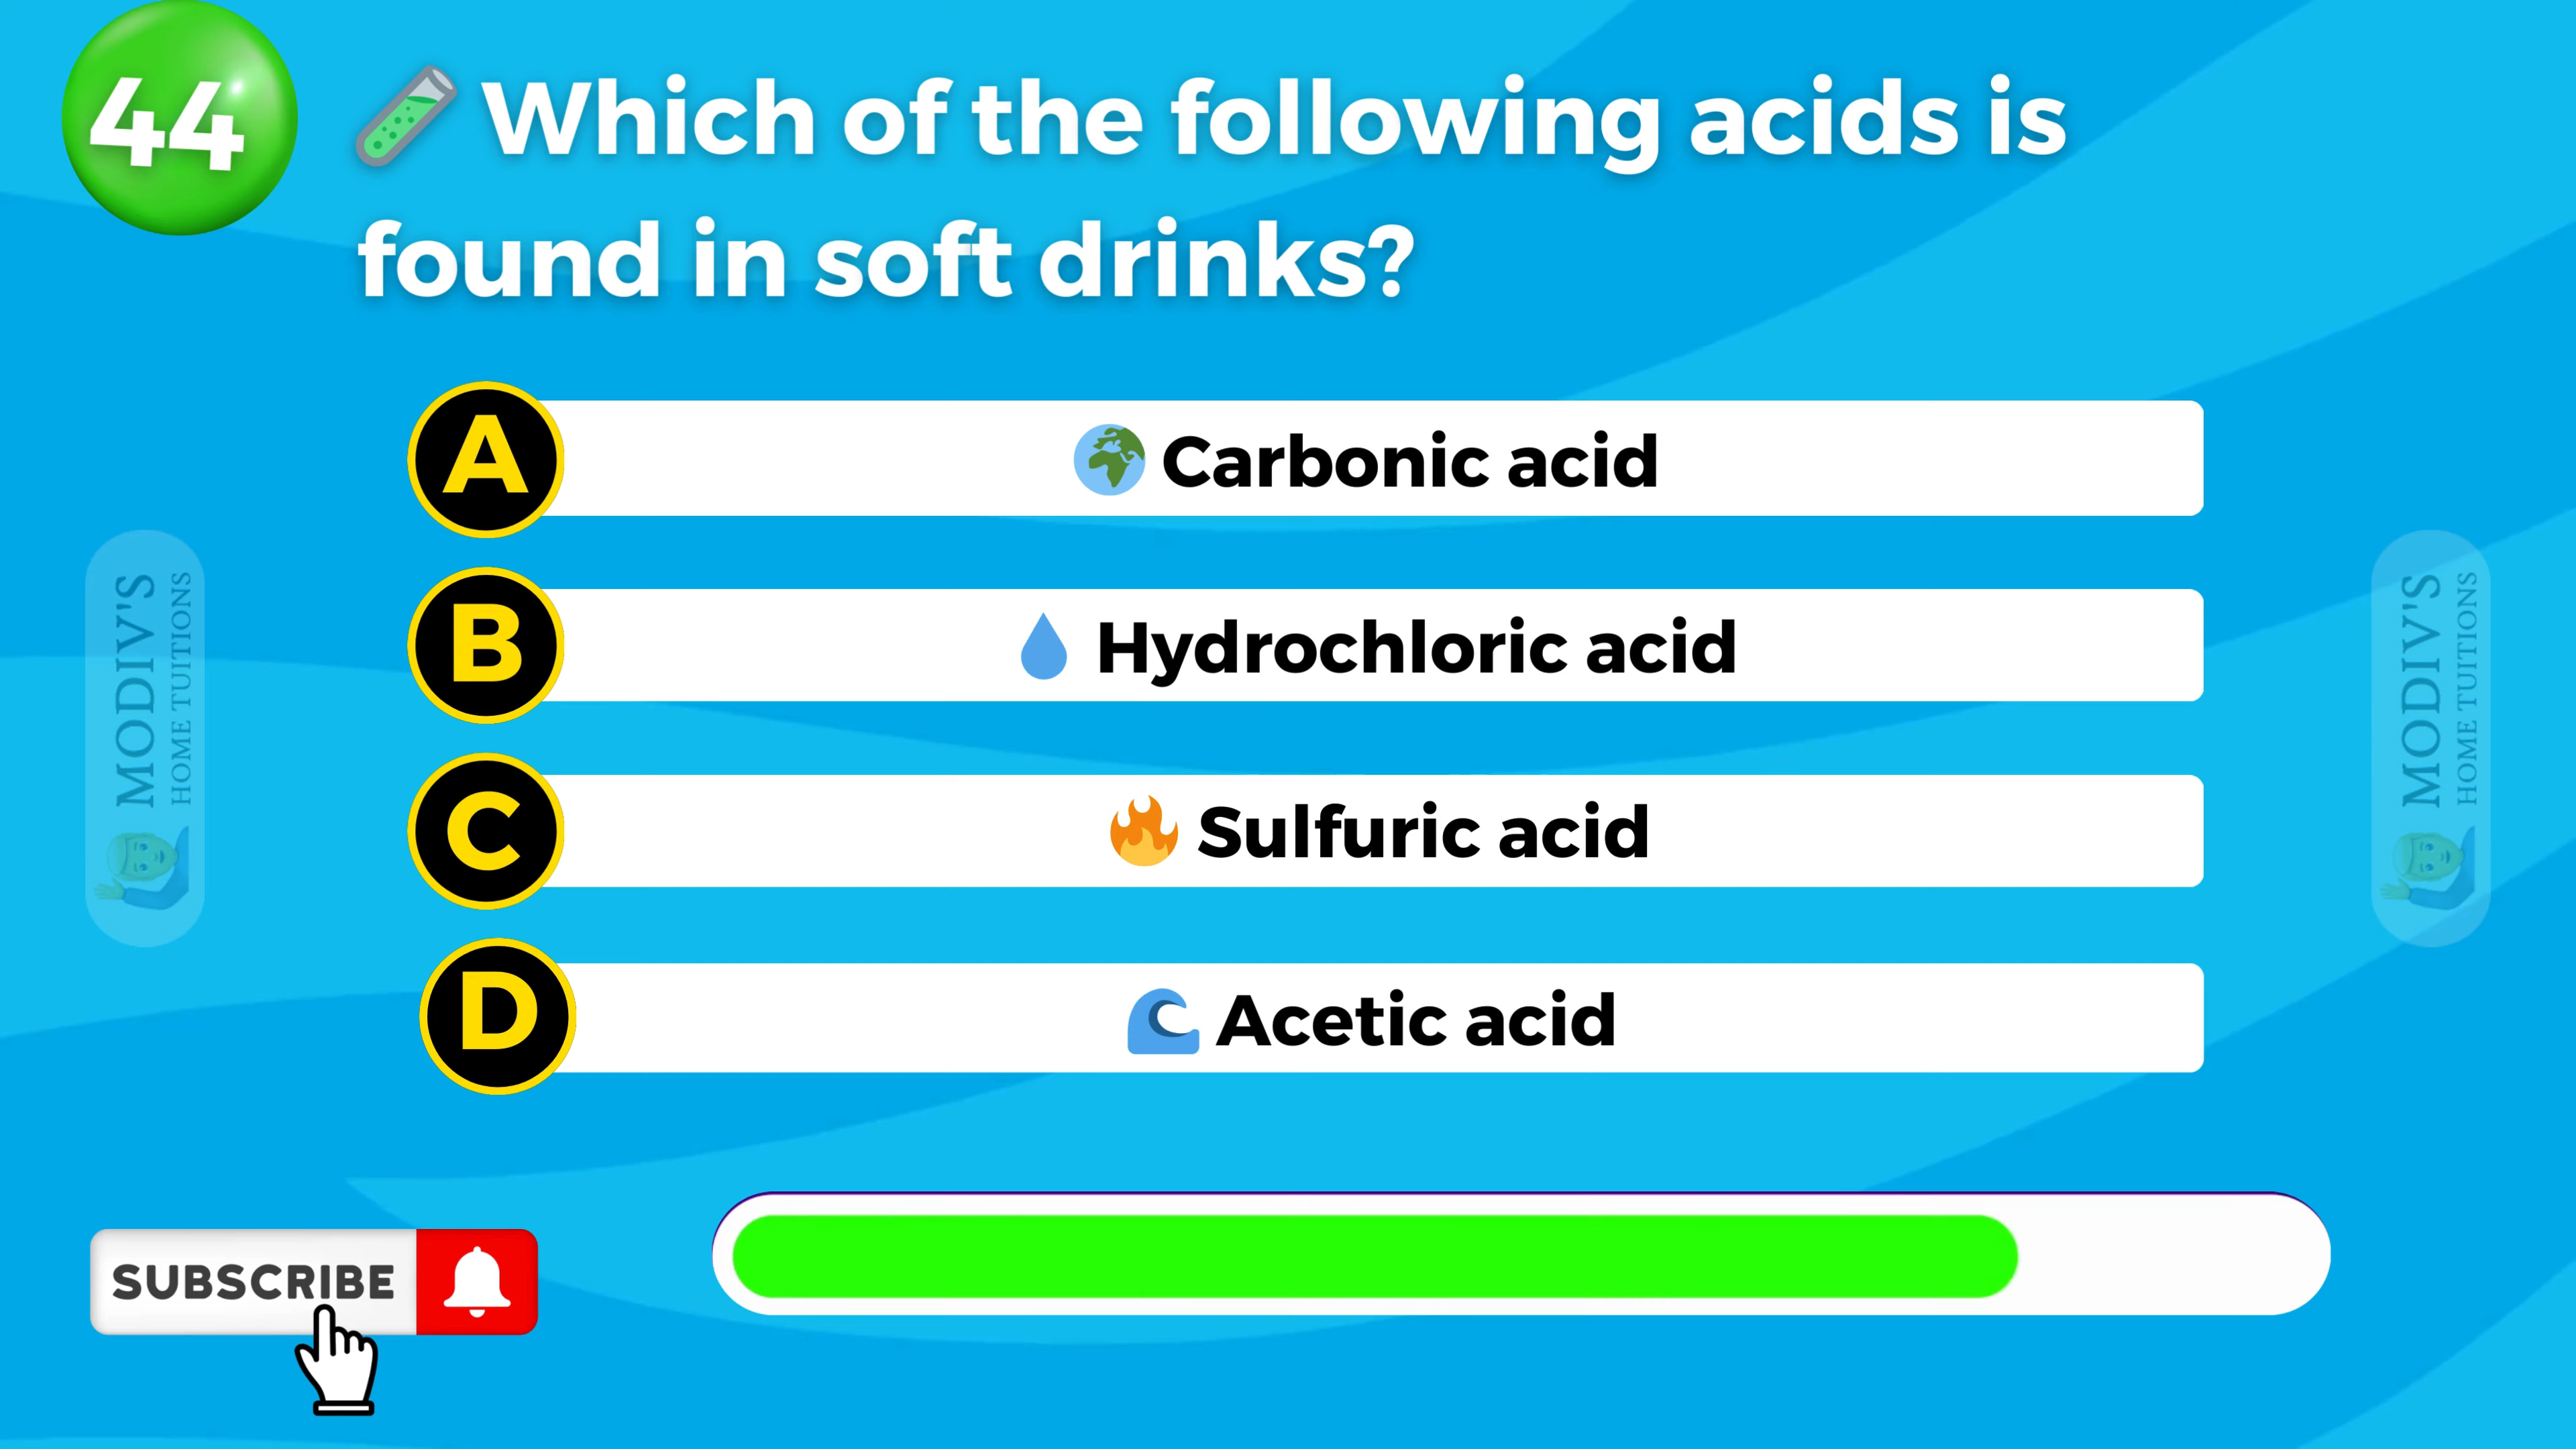 44
Which of the following acids is
found in soft drinks?
A
Carbonic acid
B
Hydrochloric acid
C
Sulfuric acid
D
Acetic acid
MODIV'S
HOME TUITIONS
MODIV'S
HOME TUITIONS
SUBSCRIBE